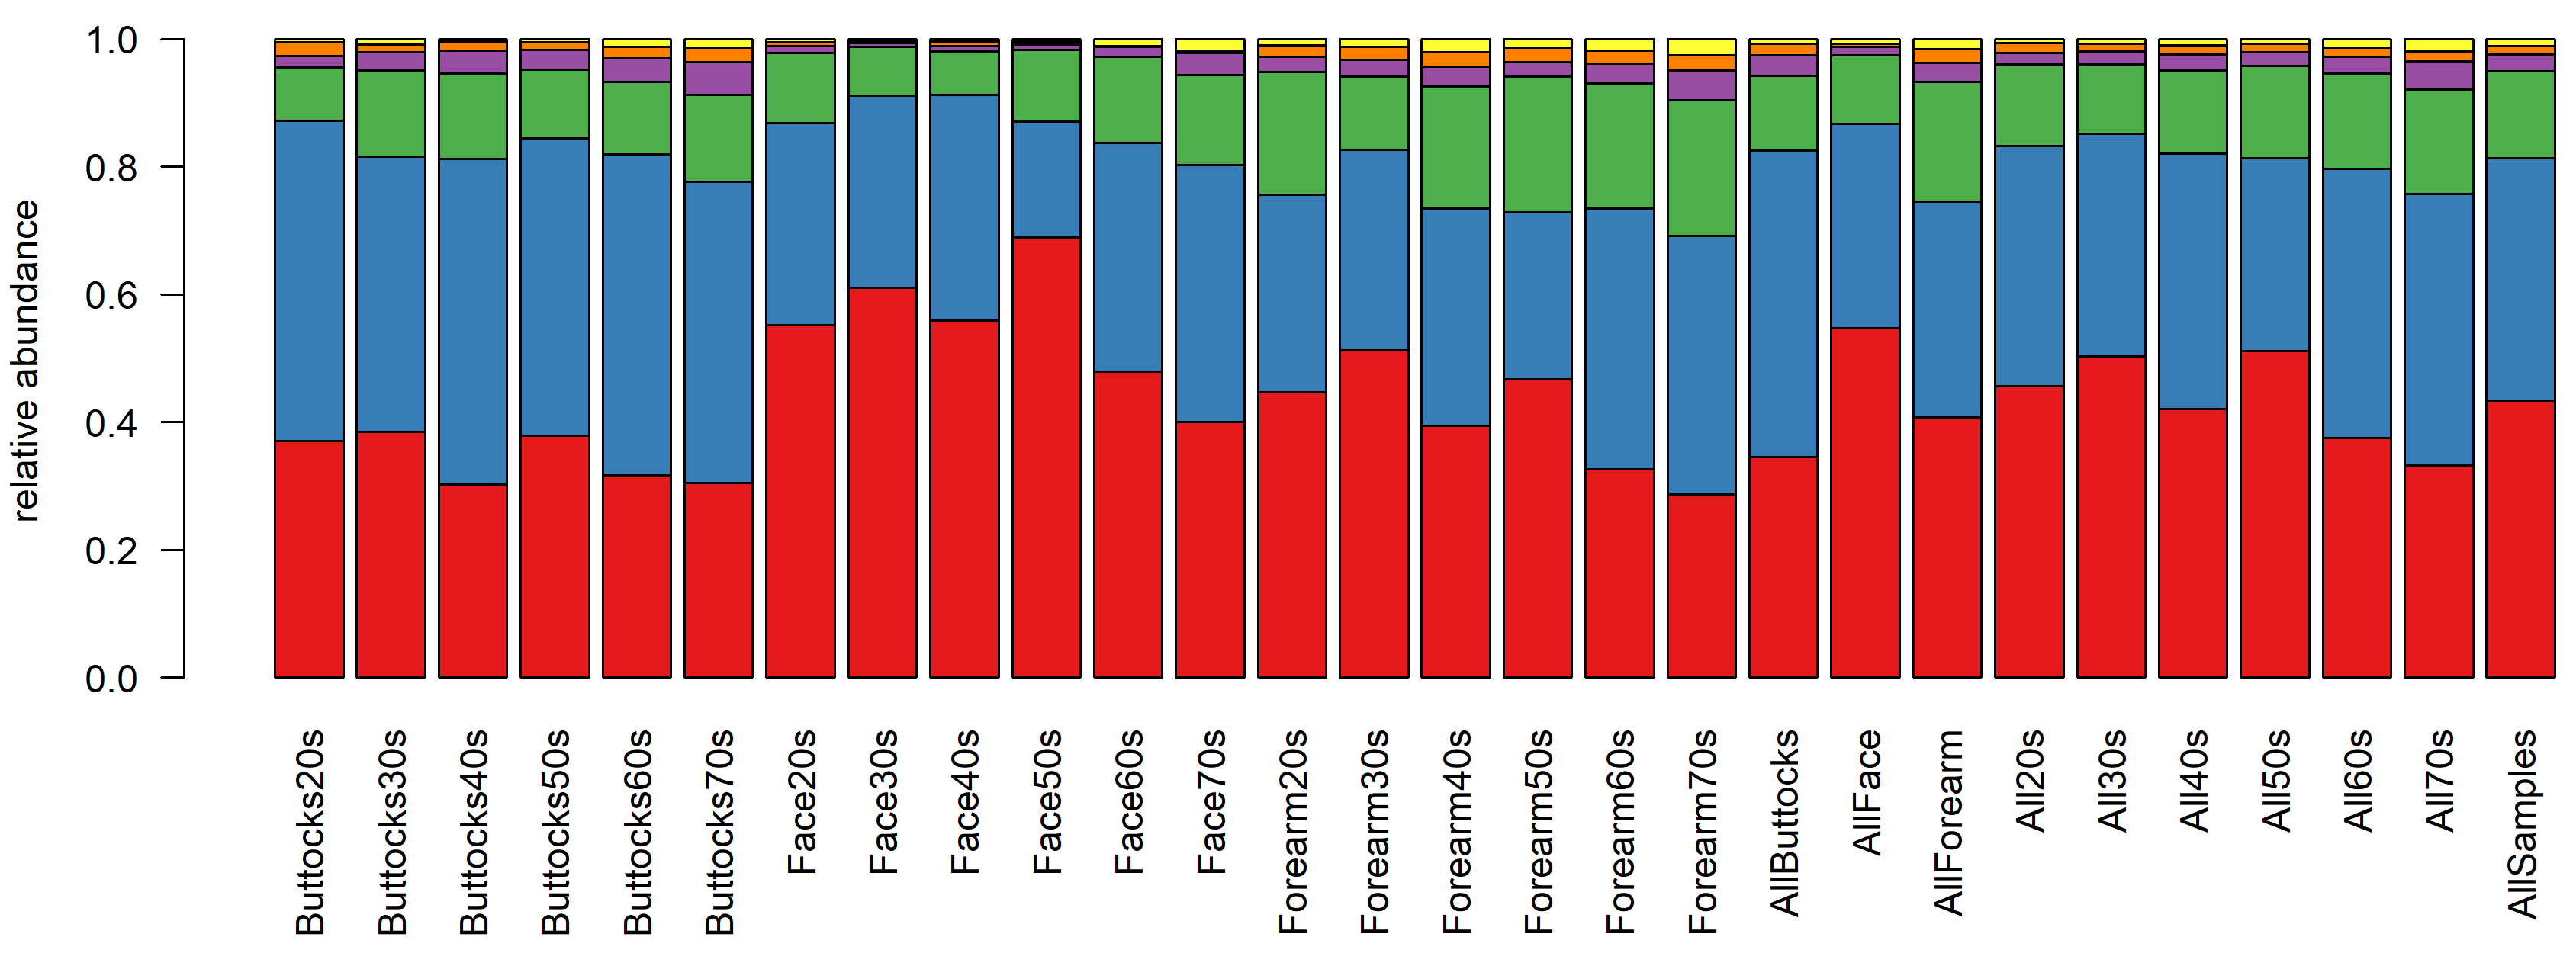 relative abundance
1.0
0.8
0.6
0.4
0.2
0.0
Buttocks20s
Buttocks30s
Buttocks40s
Buttocks50s
Buttocks60s
Buttocks70s
Face20s
Face30s
Face40s
Face50s
Face60s
Face70s
Forearm20s
Forearm30s
Forearm40s
Forearm50s
Forearm60s
Forearm70s
AllButtocks
AllFace
AllForearm
All20s
All30s
All40s
All50s
All60s
All70s
AllSamples